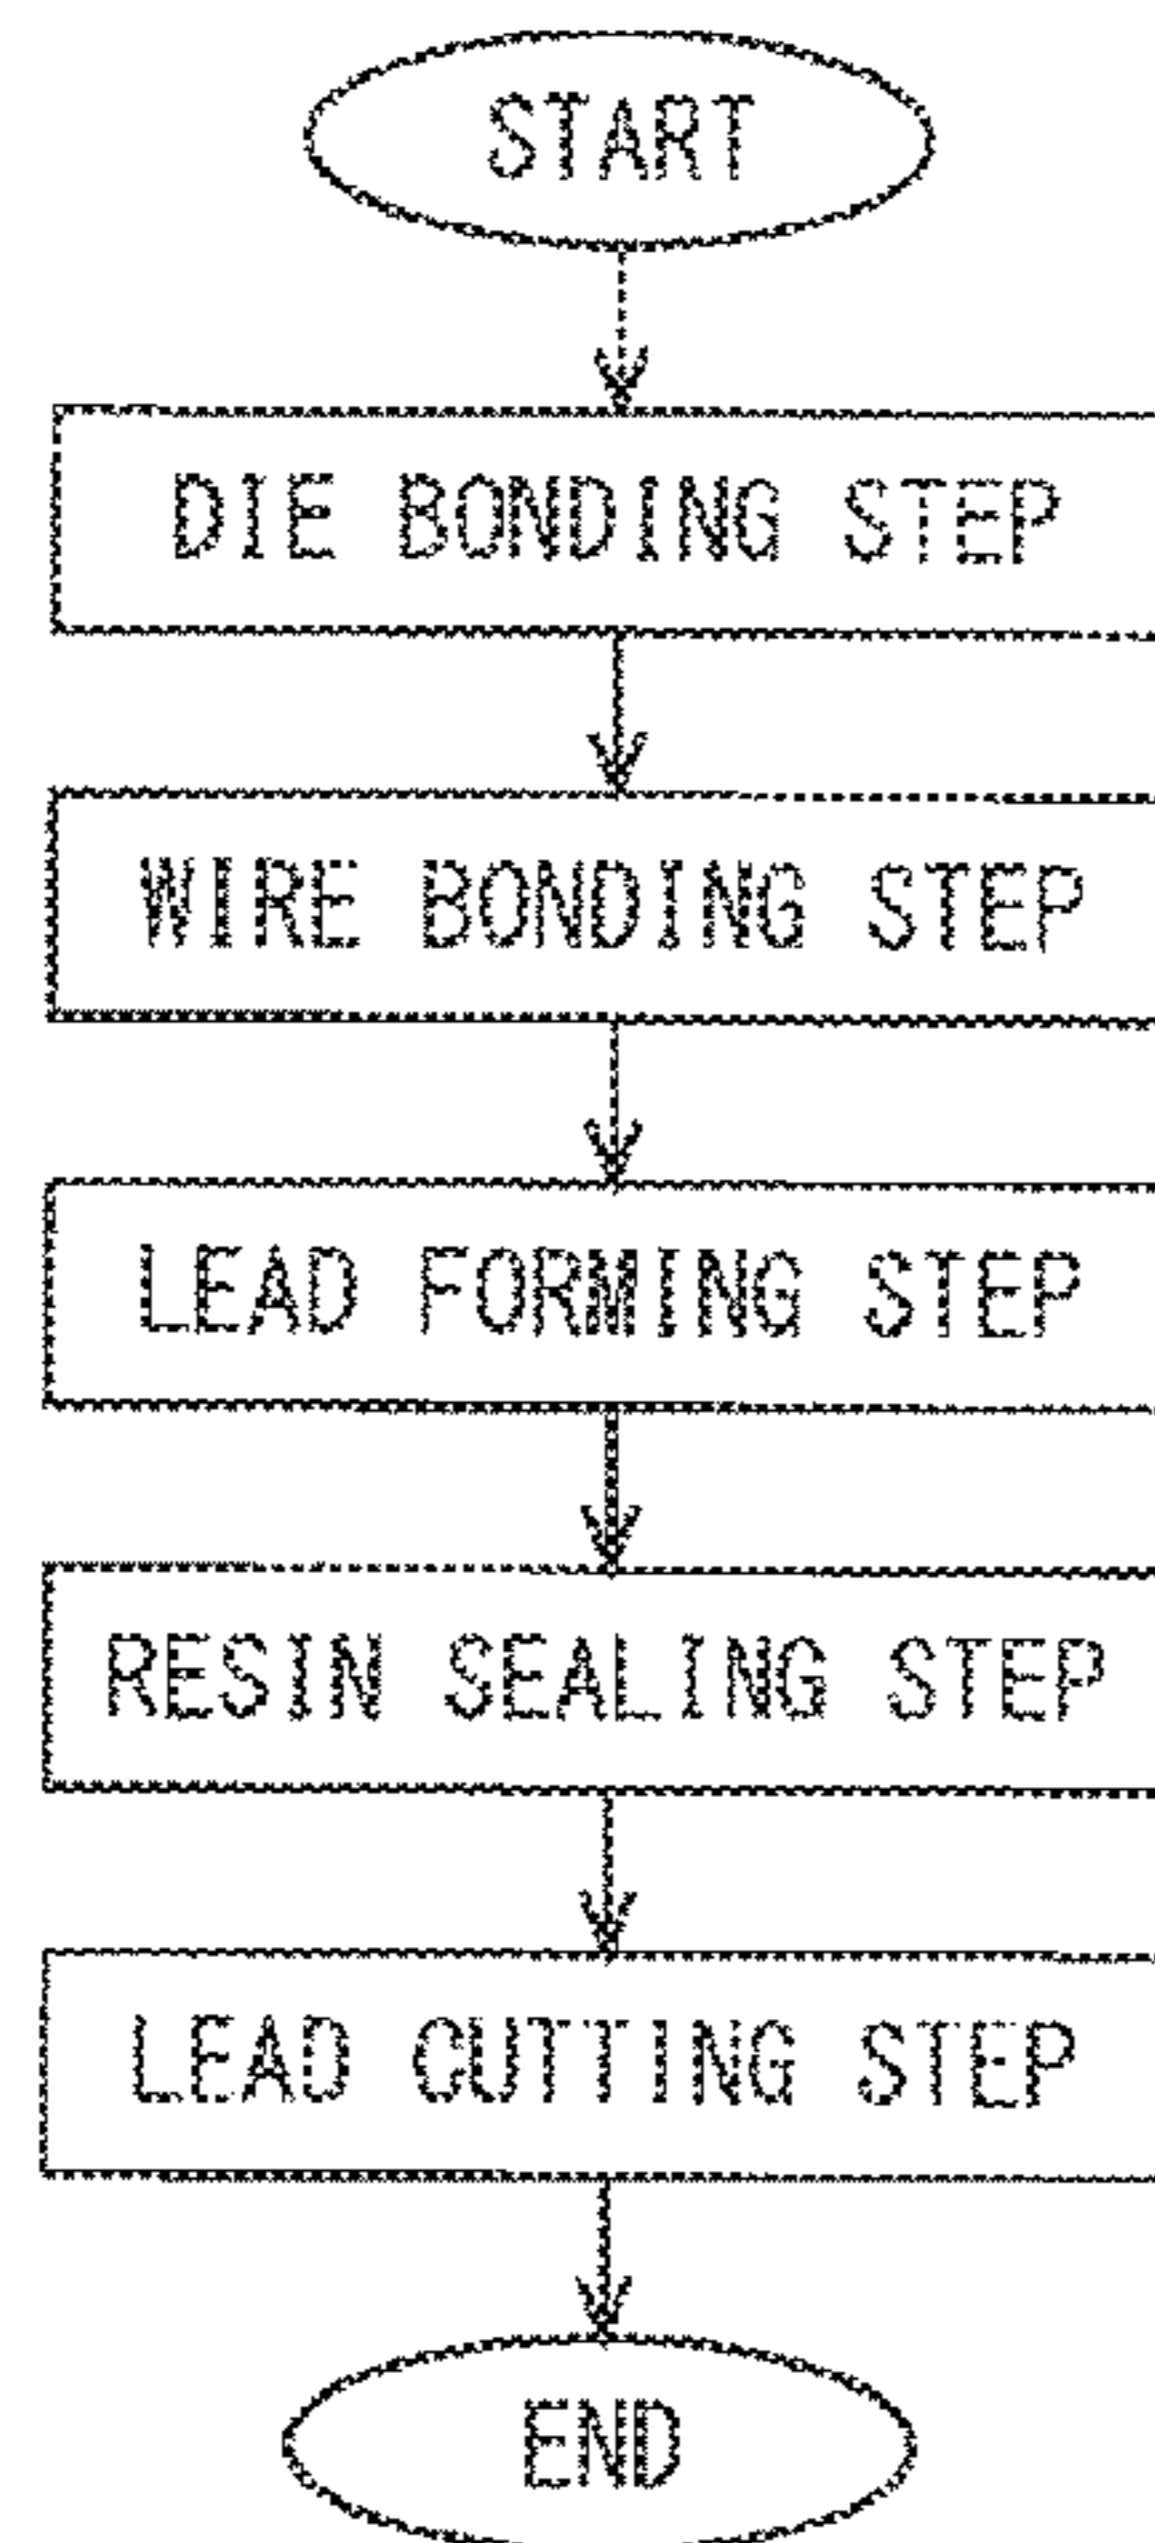 START
DIE BONDING STEP
WIRE BONDING STEP
LEAD FORMING STEP
RESIN SEALING STEP
LEAD CUTTING STEP
END